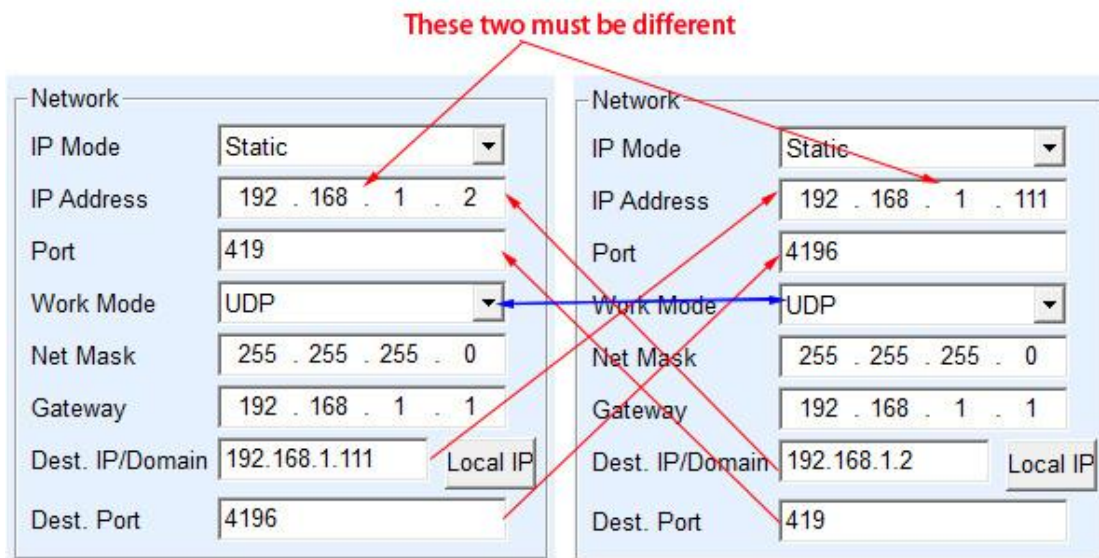 These two must be different
Network
IP Mode Static
IP Address 192 . 168 . 1 . 2
Port 419
Work Mode UDP
Net Mask 255 . 255 . 255 . 0
Gateway 192 . 168 . 1 . 1
Dest. IP/Domain 192.168.1.111 Local IP
Dest. Port 4196
Network
IP Mode Static
IP Address 192 . 168 . 1 . 111
Port 4196
Work Mode UDP
Net Mask 255 . 255 . 255 . 0
Gateway 192 . 168 . 1 . 1
Dest. IP/Domain 192.168.1.2 Local IP
Dest. Port 419